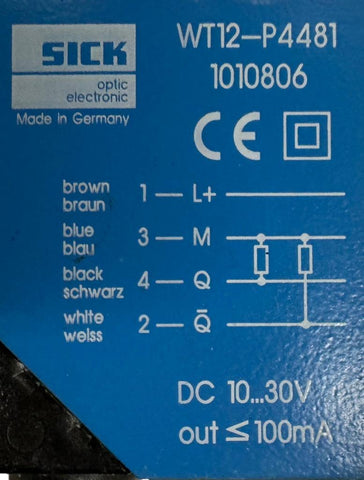 SICK
optic
electronic
Made in Germany
WT12–P4481
1010806
CE
brown
braun
1 — L+
blue
blau
3 — M
black
schwarz
4 — Q
white
weiss
2 — Q̄
DC 10...30V
out ≤ 100mA